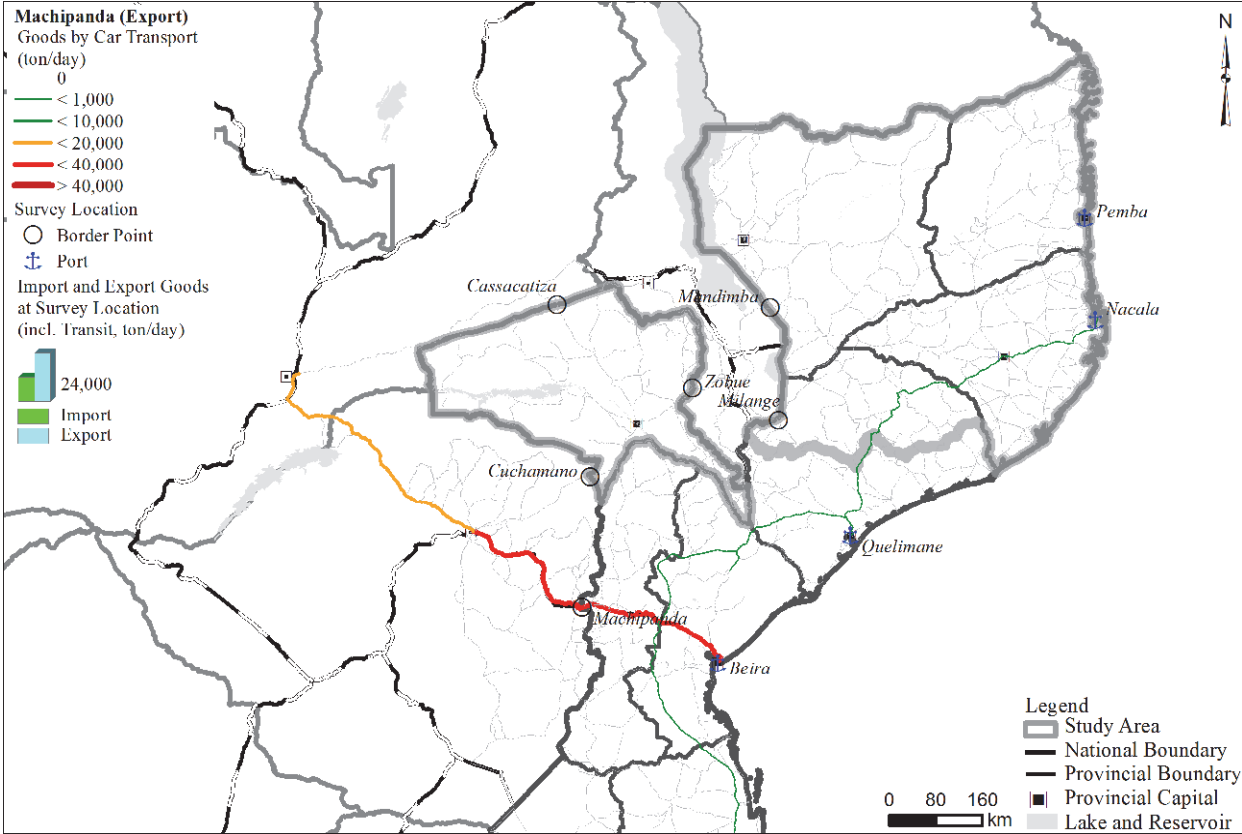 Machipanda (Export)
Goods by Car Transport
(ton/day)
0
< 1,000
< 10,000
< 20,000
< 40,000
> 40,000
Survey Location
Border Point
Port
Import and Export Goods
at Survey Location
(incl. Transit, ton/day)
24,000
Import
Export
N
Pemba
Cassacatiza
Mandimba
Nacala
Zobue
Milange
Cuchamano
Quelimane
Machipanda
Beira
Legend
Study Area
National Boundary
Provincial Boundary
Provincial Capital
Lake and Reservoir
0 80 160
km